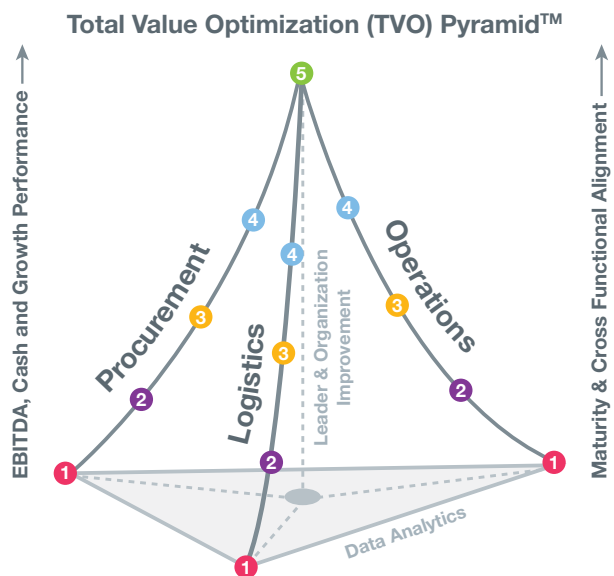 Total Value Optimization (TVO) Pyramid™
EBITDA, Cash and Growth Performance
Maturity & Cross Functional Alignment
5
4
4
4
Procurement
Operations
Leader & Organization
Improvement
3
3
Logistics
3
2
2
2
1
1
Data Analytics
1